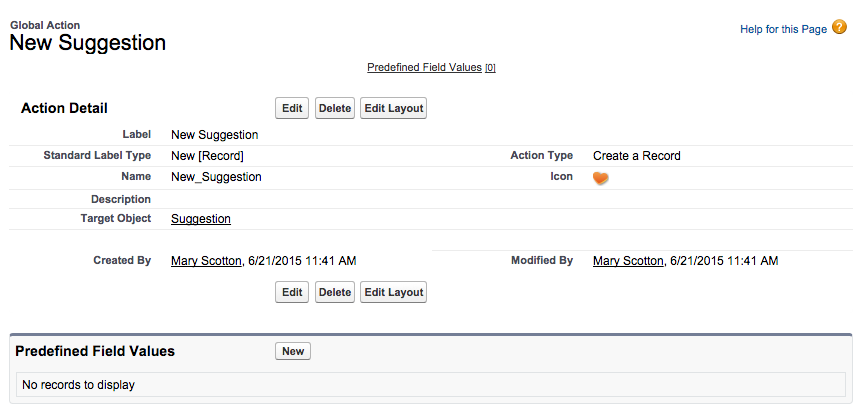 Global Action
New Suggestion
Help for this Page
Predefined Field Values [0]
Action Detail Edit Delete Edit Layout
Label New Suggestion
Standard Label Type New [Record] Action Type Create a Record
Name New_Suggestion Icon
Description
Target Object Suggestion
Created By Mary Scotton, 6/21/2015 11:41 AM Modified By Mary Scotton, 6/21/2015 11:41 AM
Edit Delete Edit Layout
Predefined Field Values New
No records to display